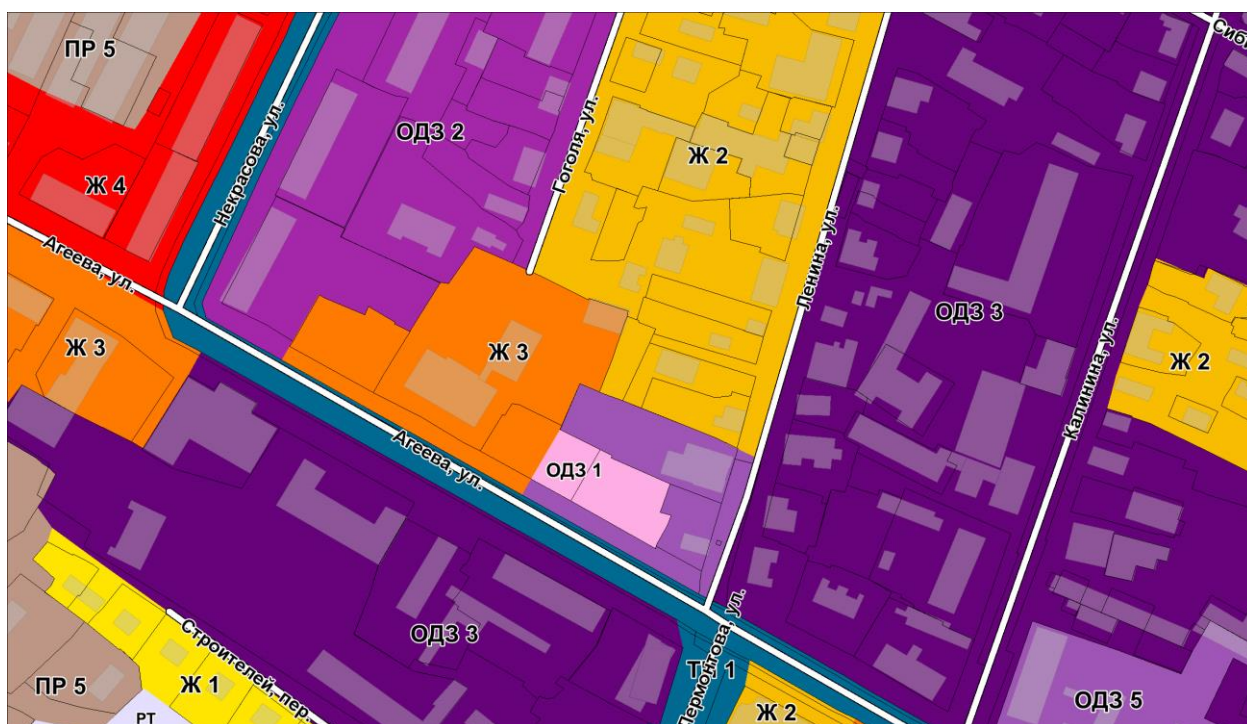 ПР 5
Сиб
ОДЗ 2
Гоголя, ул.
Ж 2
Некрасова, ул.
Ж 4
Агеева, ул.
Ленина, ул.
ОДЗ 3
Ж 3
Ж 3
Калинина, ул.
Ж 2
Агеева, ул.
ОДЗ 1
ОДЗ 3
Строителей, пер.
Лермонтова, ул.
ПР 5
Ж 1
ОДЗ 5
РТ
Ж 2